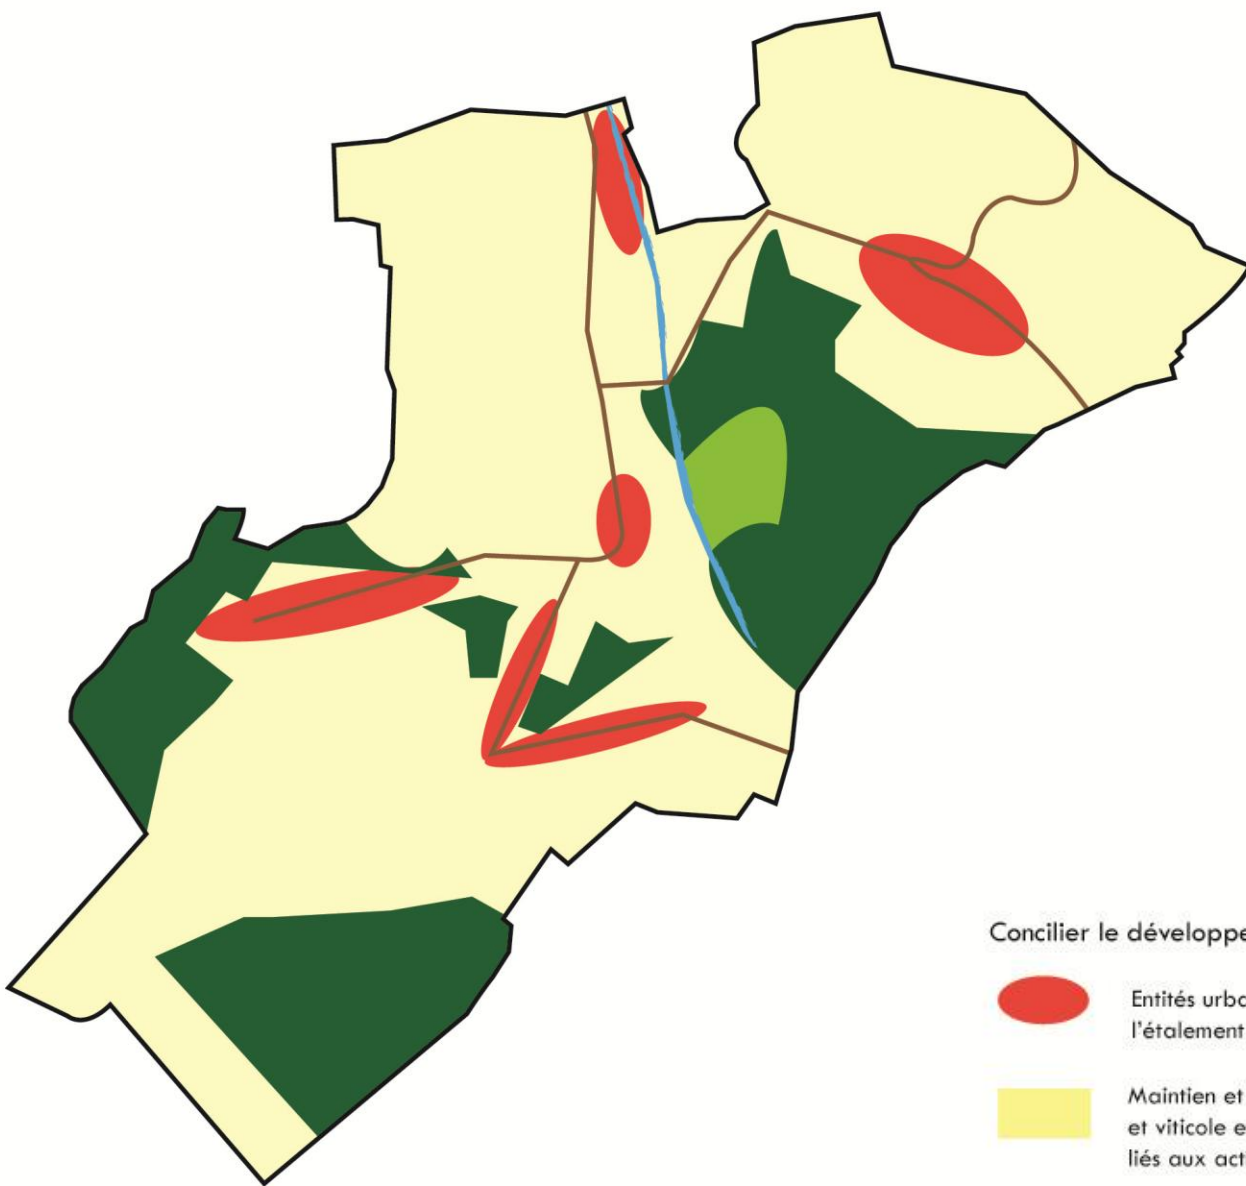 Concilier le développe
Entités urba
l'étalement
Maintien et
et viticole e
liés aux act